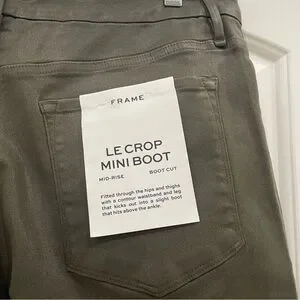 FRAME
LE CROP
MINI BOOT
MID-RISE BOOT CUT
Fitted through the hips and thighs
with a contour waistband and leg
that kicks out into a slight boot
that hits above the ankle.